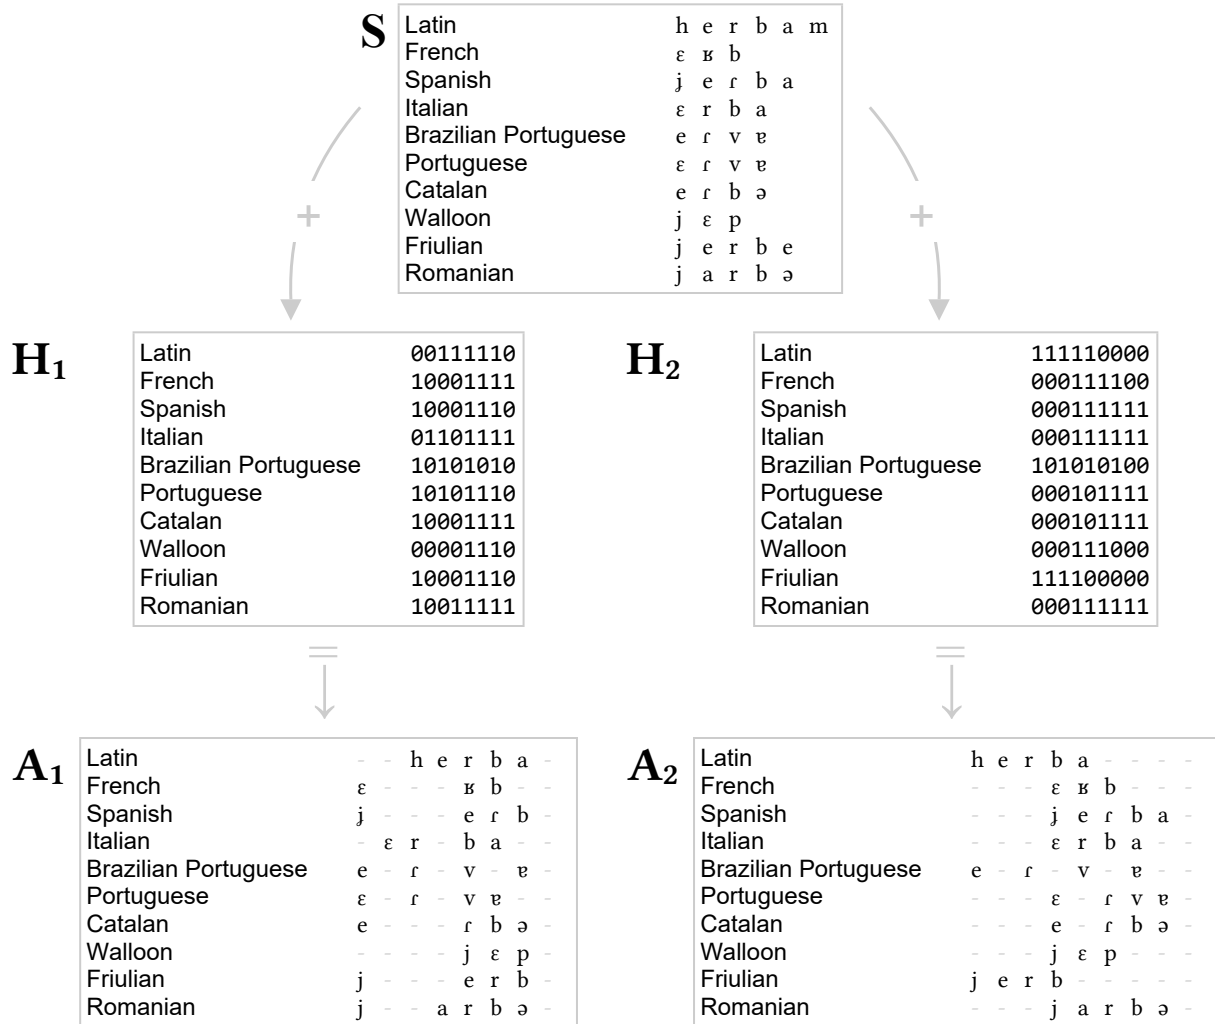 S
Latin h e r b a m
French ɛ ʁ b
Spanish ʝ e ɾ b a
Italian ɛ r b a
Brazilian Portuguese e ɾ v ɐ
Portuguese ɛ ɾ v ɐ
Catalan e ɾ b ə
Walloon j ɛ p
Friulian j e r b e
Romanian j a r b ə
+ +
H₁
Latin 00111110
French 10001111
Spanish 10001110
Italian 01101111
Brazilian Portuguese 10101010
Portuguese 10101110
Catalan 10001111
Walloon 00001110
Friulian 10001110
Romanian 10011111
H₂
Latin 111110000
French 000111100
Spanish 000111111
Italian 000111111
Brazilian Portuguese 101010100
Portuguese 000101111
Catalan 000101111
Walloon 000111000
Friulian 111100000
Romanian 000111111
A₁
Latin - - h e r b a -
French ɛ - - - ʁ b - -
Spanish ʝ - - - e ɾ b -
Italian - ɛ r - b a - -
Brazilian Portuguese e - ɾ - v - ɐ -
Portuguese ɛ - ɾ - v ɐ - -
Catalan e - - - ɾ b ə -
Walloon - - - - j ɛ p -
Friulian j - - - e r b -
Romanian j - - a r b ə -
A₂
Latin h e r b a - - - -
French - - - ɛ ʁ b - - -
Spanish - - - ʝ e ɾ b a -
Italian - - - ɛ r b a - -
Brazilian Portuguese e - ɾ - v - ɐ - -
Portuguese - - - ɛ - ɾ v ɐ -
Catalan - - - e - ɾ b ə -
Walloon - - - j ɛ p - - -
Friulian j e r b - - - - -
Romanian - - - j a r b ə -